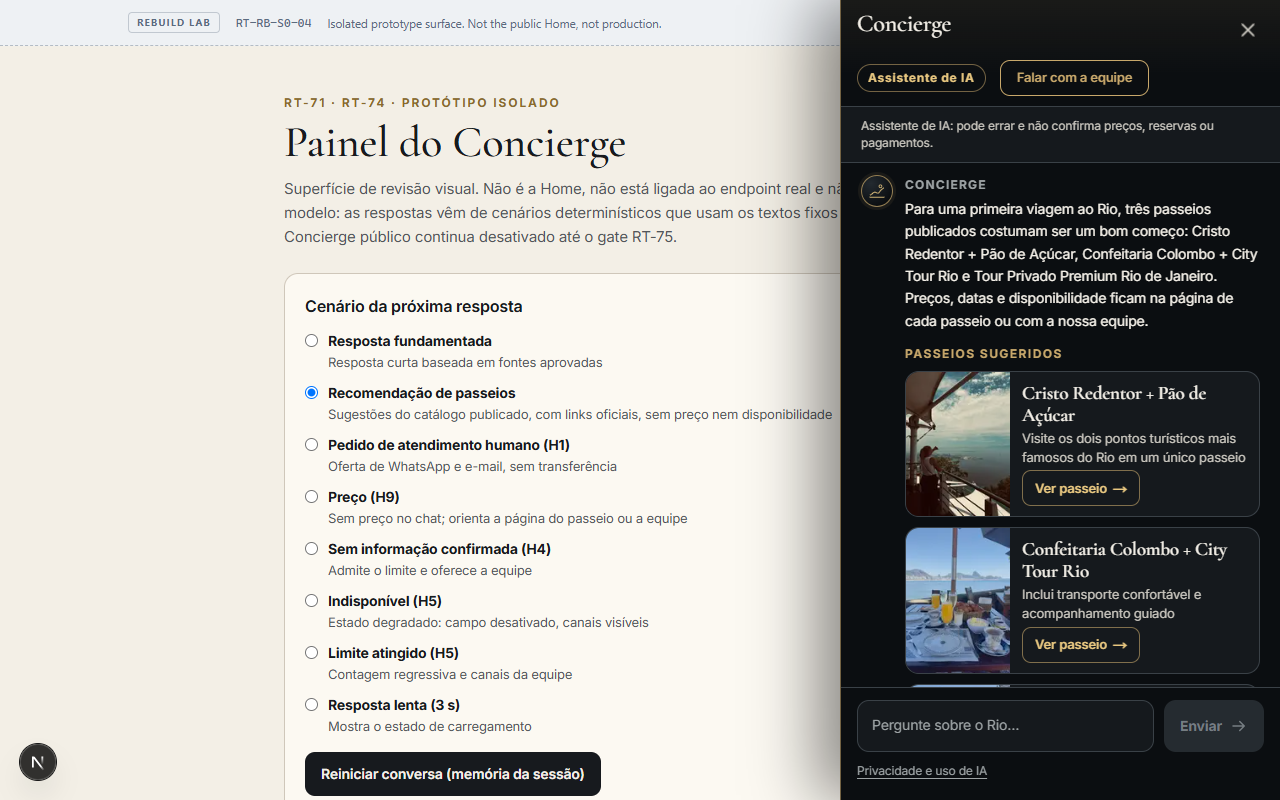 REBUILD LAB RT-RB-S0-04 Isolated prototype surface. Not the public Home, not production.
RT-71 · RT-74 · PROTÓTIPO ISOLADO
Painel do Concierge
Superfície de revisão visual. Não é a Home, não está ligada ao endpoint real e
modelo: as respostas vêm de cenários determinísticos que usam os textos fixos
Concierge público continua desativado até o gate RT-75.
Cenário da próxima resposta
Resposta fundamentada
Resposta curta baseada em fontes aprovadas
Recomendação de passeios
Sugestões do catálogo publicado, com links oficiais, sem preço nem disponibilidade
Pedido de atendimento humano (H1)
Oferta de WhatsApp e e-mail, sem transferência
Preço (H9)
Sem preço no chat; orienta a página do passeio ou a equipe
Sem informação confirmada (H4)
Admite o limite e oferece a equipe
Indisponível (H5)
Estado degradado: campo desativado, canais visíveis
Limite atingido (H5)
Contagem regressiva e canais da equipe
Resposta lenta (3 s)
Mostra o estado de carregamento
Reiniciar conversa (memória da sessão)
N
Concierge
Assistente de IA
Falar com a equipe
Assistente de IA: pode errar e não confirma preços, reservas ou
pagamentos.
CONCIERGE
Para uma primeira viagem ao Rio, três passeios
publicados costumam ser um bom começo: Cristo
Redentor + Pão de Açúcar, Confeitaria Colombo + City
Tour Rio e Tour Privado Premium Rio de Janeiro.
Preços, datas e disponibilidade ficam na página de
cada passeio ou com a nossa equipe.
PASSEIOS SUGERIDOS
Cristo Redentor + Pão de
Açúcar
Visite os dois pontos turísticos mais
famosos do Rio em um único passeio
Ver passeio →
Confeitaria Colombo + City
Tour Rio
Inclui transporte confortável e
acompanhamento guiado
Ver passeio →
Pergunte sobre o Rio...
Enviar →
Privacidade e uso de IA